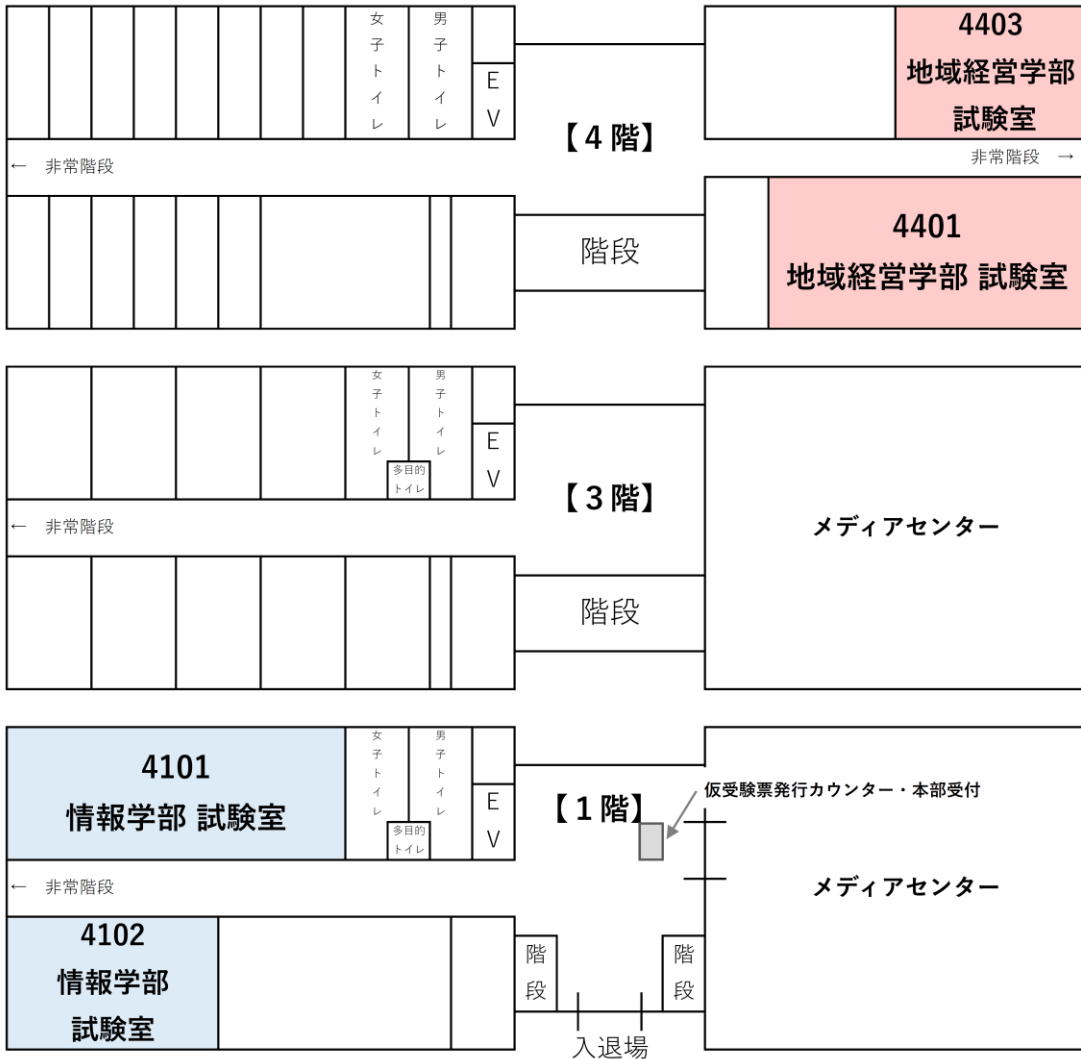 女子トイレ
男子トイレ
EV
【4階】
4403
地域経営学部
試験室
← 非常階段
非常階段 →
階段
4401
地域経営学部 試験室
女子トイレ
男子トイレ
多目的
トイレ
EV
【3階】
← 非常階段
メディアセンター
階段
4101
情報学部 試験室
女子トイレ
男子トイレ
多目的
トイレ
EV
【1階】
仮受験票発行カウンター・本部受付
← 非常階段
メディアセンター
4102
情報学部
試験室
階段
階段
入退場